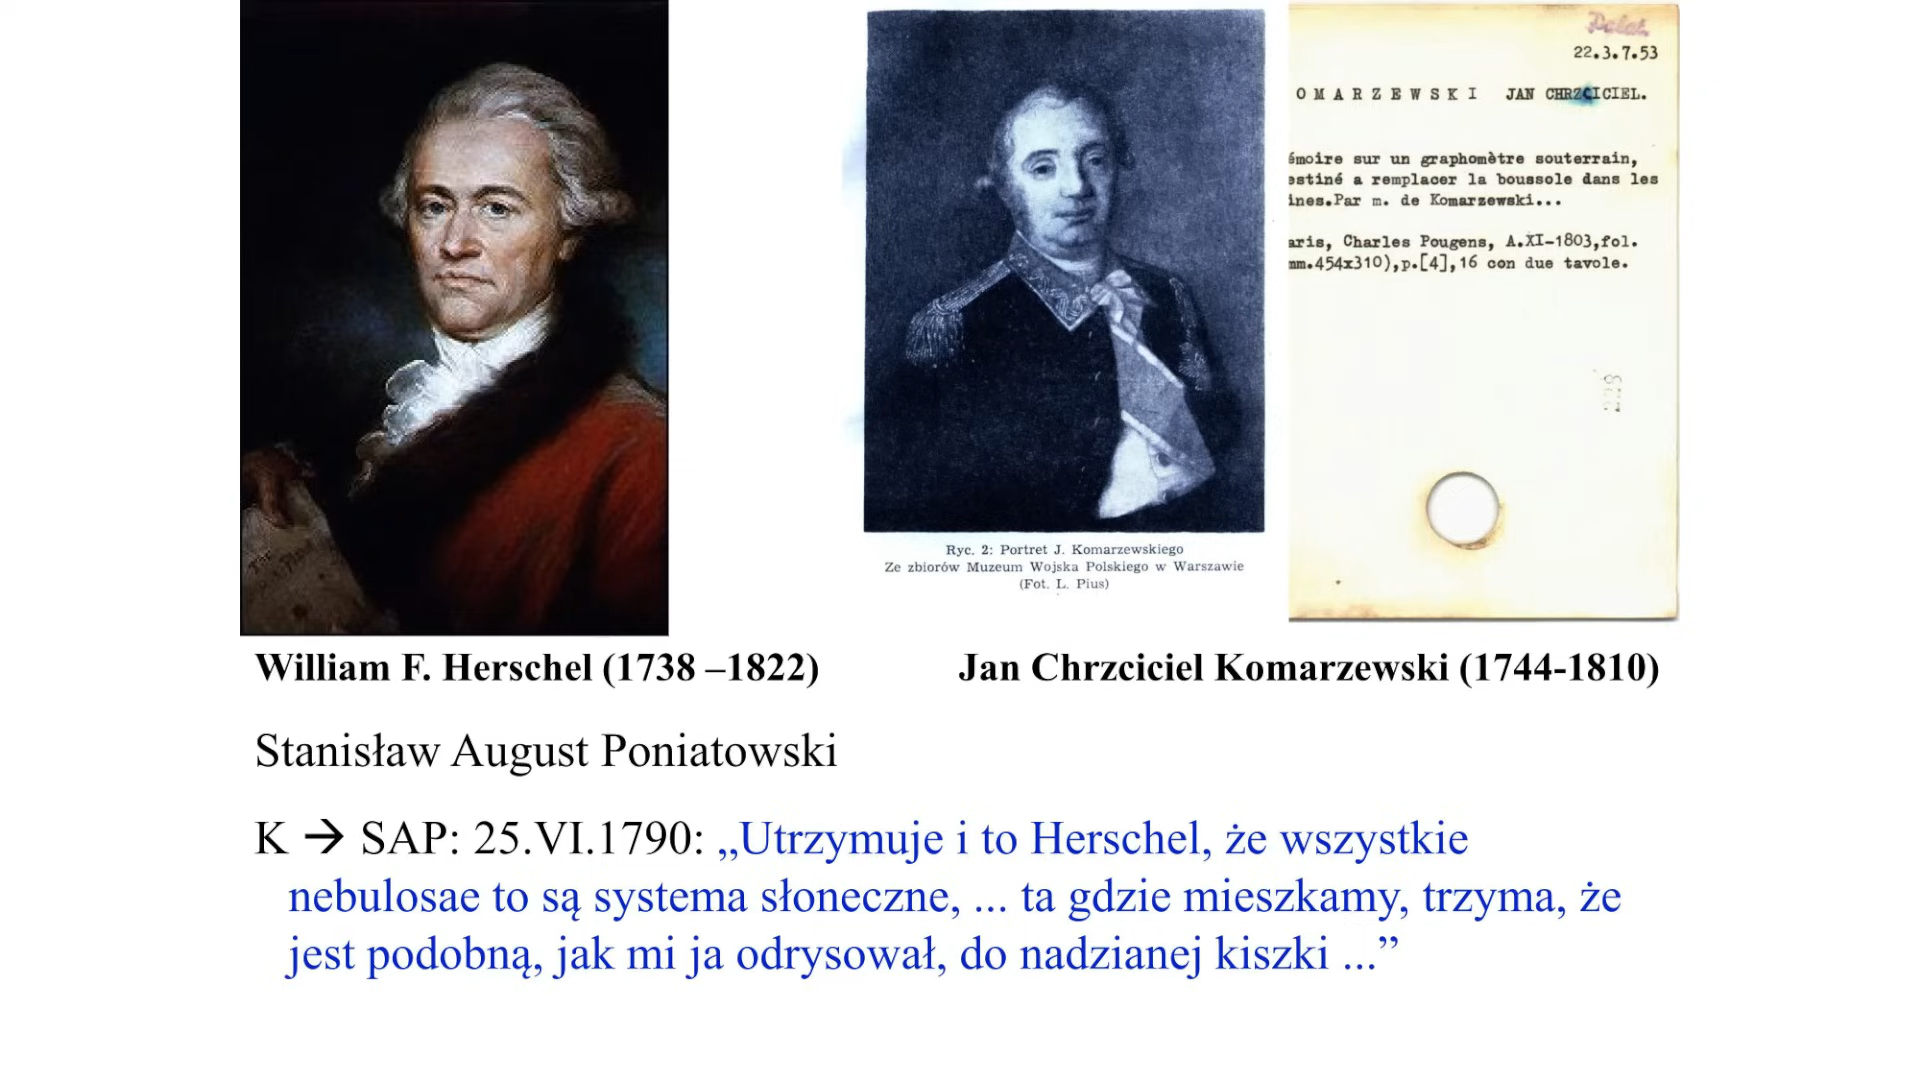 Polat.
22.3.7.53
OMARZEWSKI JAN CHRZCICIEL.
émoire sur un graphomètre souterrain,
estiné a remplacer la boussole dans les
ines.Par m. de Komarzewski...
aris, Charles Pougens, A.XI-1803,fol.
mm.454x310),p.[4],16 con due tavole.
Ryc. 2: Portret J. Komarzewskiego
Ze zbiorów Muzeum Wojska Polskiego w Warszawie
(Fot. L. Pius)
William F. Herschel (1738 –1822)
Jan Chrzciciel Komarzewski (1744-1810)
Stanisław August Poniatowski
K → SAP: 25.VI.1790: „Utrzymuje i to Herschel, że wszystkie
nebulosae to są systema słoneczne, ... ta gdzie mieszkamy, trzyma, że
jest podobną, jak mi ja odrysował, do nadzianej kiszki ...”